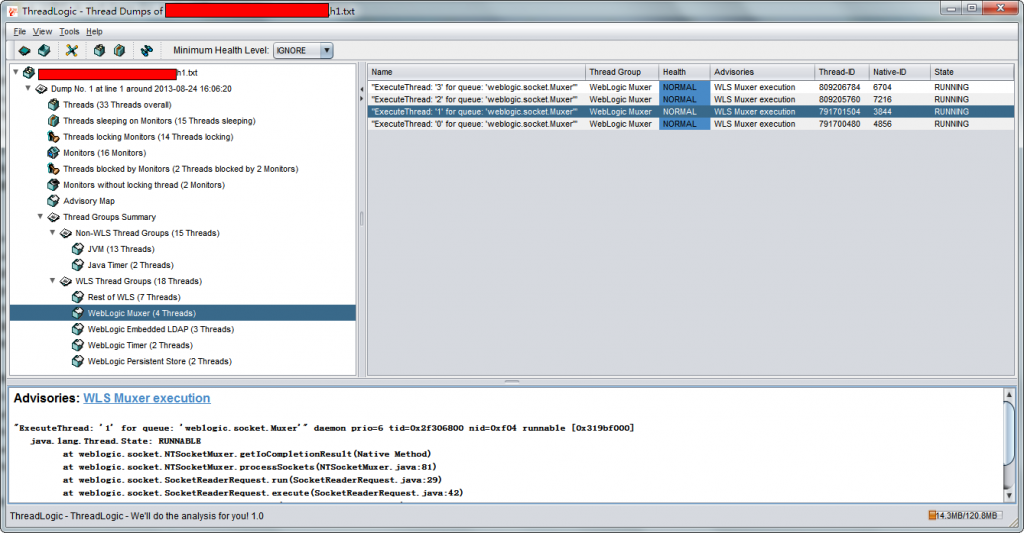 ThreadLogic - Thread Dumps of h1.txt
File View Tools Help
Minimum Health Level: IGNORE
h1.txt
Dump No. 1 at line 1 around 2013-08-24 16:06:20
Threads (33 Threads overall)
Threads sleeping on Monitors (15 Threads sleeping)
Threads locking Monitors (14 Threads locking)
Monitors (16 Monitors)
Threads blocked by Monitors (2 Threads blocked by 2 Monitors)
Monitors without locking thread (2 Monitors)
Advisory Map
Thread Groups Summary
Non-WLS Thread Groups (15 Threads)
JVM (13 Threads)
Java Timer (2 Threads)
WLS Thread Groups (18 Threads)
Rest of WLS (7 Threads)
WebLogic Muxer (4 Threads)
WebLogic Embedded LDAP (3 Threads)
WebLogic Timer (2 Threads)
WebLogic Persistent Store (2 Threads)
Name Thread Group Health Advisories Thread-ID Native-ID State
"ExecuteThread: '3' for queue: 'weblogic.socket.Muxer'" WebLogic Muxer NORMAL WLS Muxer execution 809206784 6704 RUNNING
"ExecuteThread: '2' for queue: 'weblogic.socket.Muxer'" WebLogic Muxer NORMAL WLS Muxer execution 809205760 7216 RUNNING
"ExecuteThread: '1' for queue: 'weblogic.socket.Muxer'" WebLogic Muxer NORMAL WLS Muxer execution 791701504 3844 RUNNING
"ExecuteThread: '0' for queue: 'weblogic.socket.Muxer'" WebLogic Muxer NORMAL WLS Muxer execution 791700480 4856 RUNNING
Advisories: WLS Muxer execution
"ExecuteThread: '1' for queue: 'weblogic.socket.Muxer'" daemon prio=6 tid=0x2f306800 nid=0xf04 runnable [0x319bf000]
java.lang.Thread.State: RUNNABLE
at weblogic.socket.NTSocketMuxer.getIoCompletionResult(Native Method)
at weblogic.socket.NTSocketMuxer.processSockets(NTSocketMuxer.java:81)
at weblogic.socket.SocketReaderRequest.run(SocketReaderRequest.java:29)
at weblogic.socket.SocketReaderRequest.execute(SocketReaderRequest.java:42)
ThreadLogic - ThreadLogic - We'll do the analysis for you! 1.0
14.3MB/120.8MB